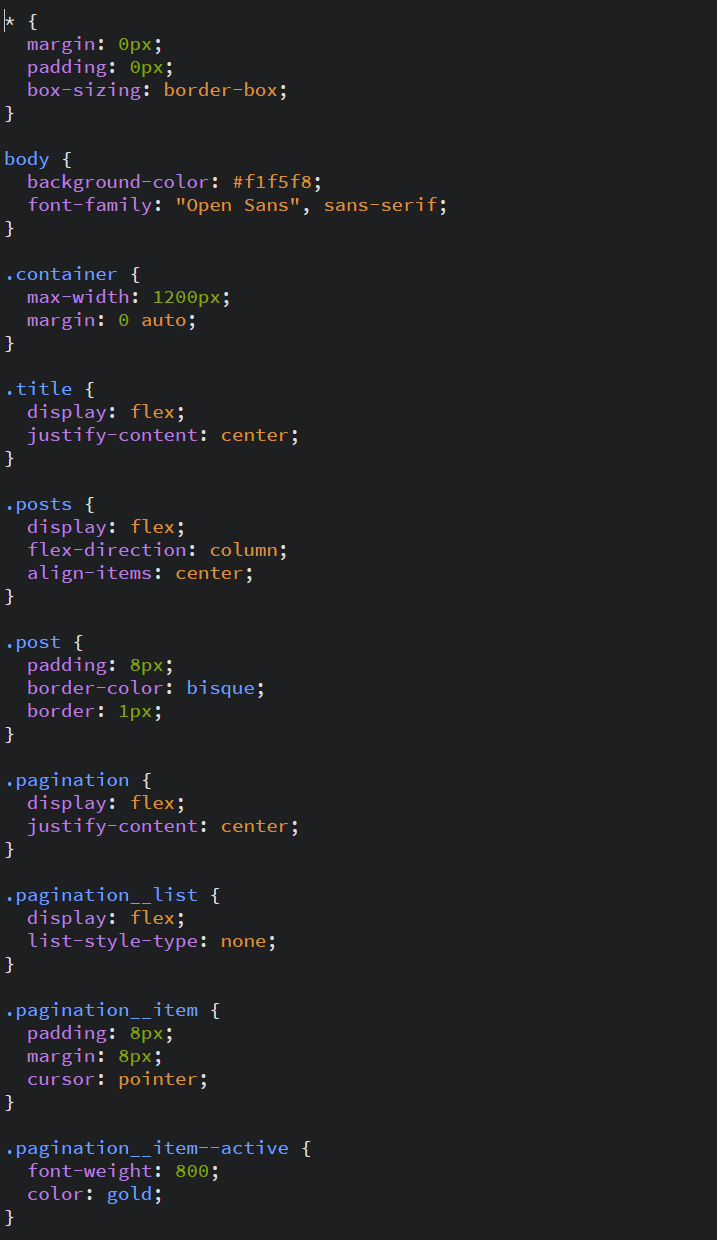 * {
  margin: 0px;
  padding: 0px;
  box-sizing: border-box;
}

body {
  background-color: #f1f5f8;
  font-family: "Open Sans", sans-serif;
}

.container {
  max-width: 1200px;
  margin: 0 auto;
}

.title {
  display: flex;
  justify-content: center;
}

.posts {
  display: flex;
  flex-direction: column;
  align-items: center;
}

.post {
  padding: 8px;
  border-color: bisque;
  border: 1px;
}

.pagination {
  display: flex;
  justify-content: center;
}

.pagination__list {
  display: flex;
  list-style-type: none;
}

.pagination__item {
  padding: 8px;
  margin: 8px;
  cursor: pointer;
}

.pagination__item--active {
  font-weight: 800;
  color: gold;
}